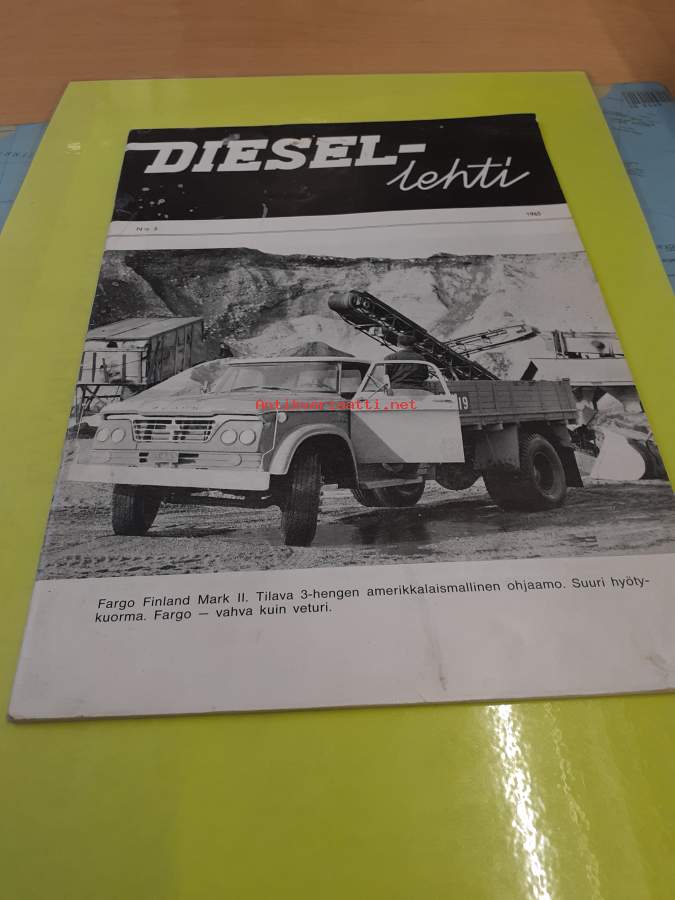 DIESEL-
lehti
1965
Antikvariaatti.net
19
Fargo Finland Mark II. Tilava 3-hengen amerikkalaismallinen ohjaamo. Suuri hyöty-
kuorma. Fargo — vahva kuin veturi.